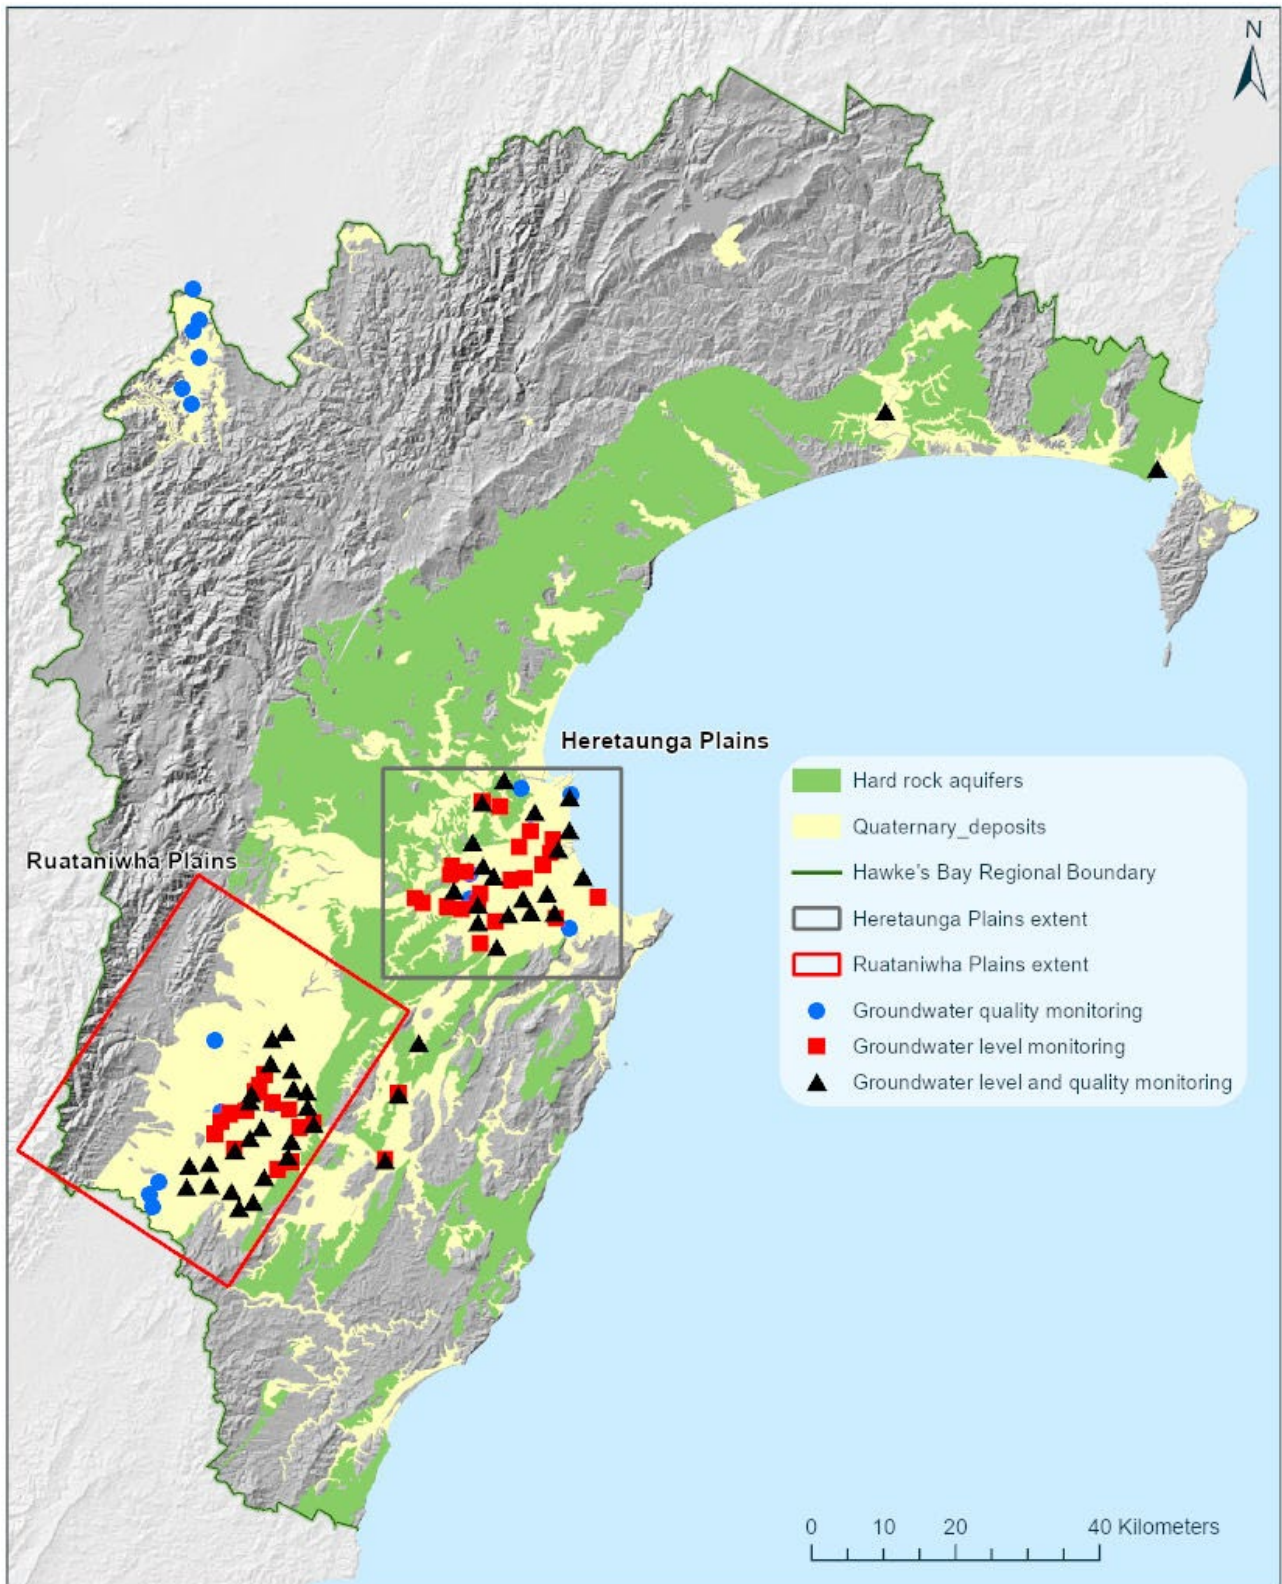 N
Heretaunga Plains
Hard rock aquifers
Quaternary_deposits
Ruataniwha Plains
Hawke's Bay Regional Boundary
Heretaunga Plains extent
Ruataniwha Plains extent
Groundwater quality monitoring
Groundwater level monitoring
Groundwater level and quality monitoring
0 10 20 40 Kilometers